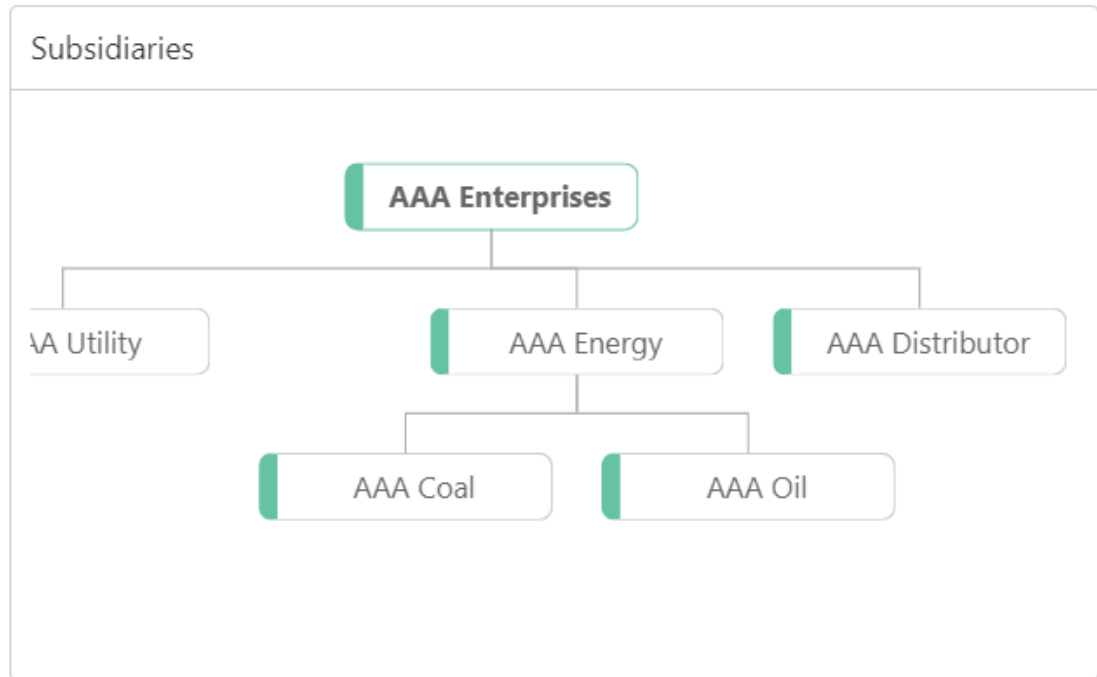 Subsidiaries
AAA Enterprises
AA Utility
AAA Energy
AAA Distributor
AAA Coal
AAA Oil